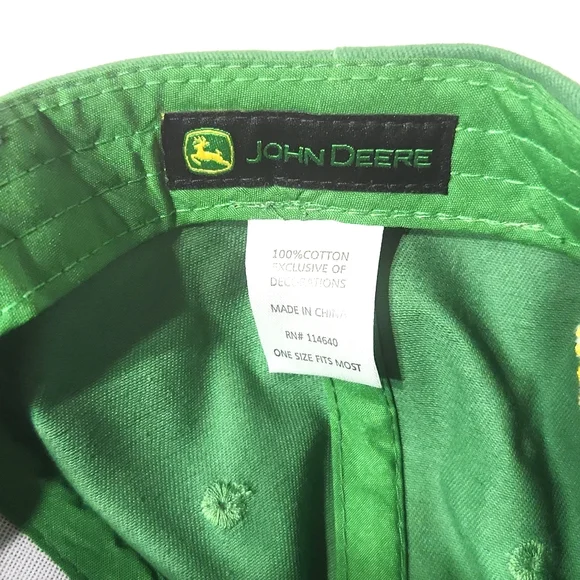 JOHN DEERE
100%COTTON
EXCLUSIVE OF
DECORATIONS
MADE IN CHINA
RN# 114640
ONE SIZE FITS MOST